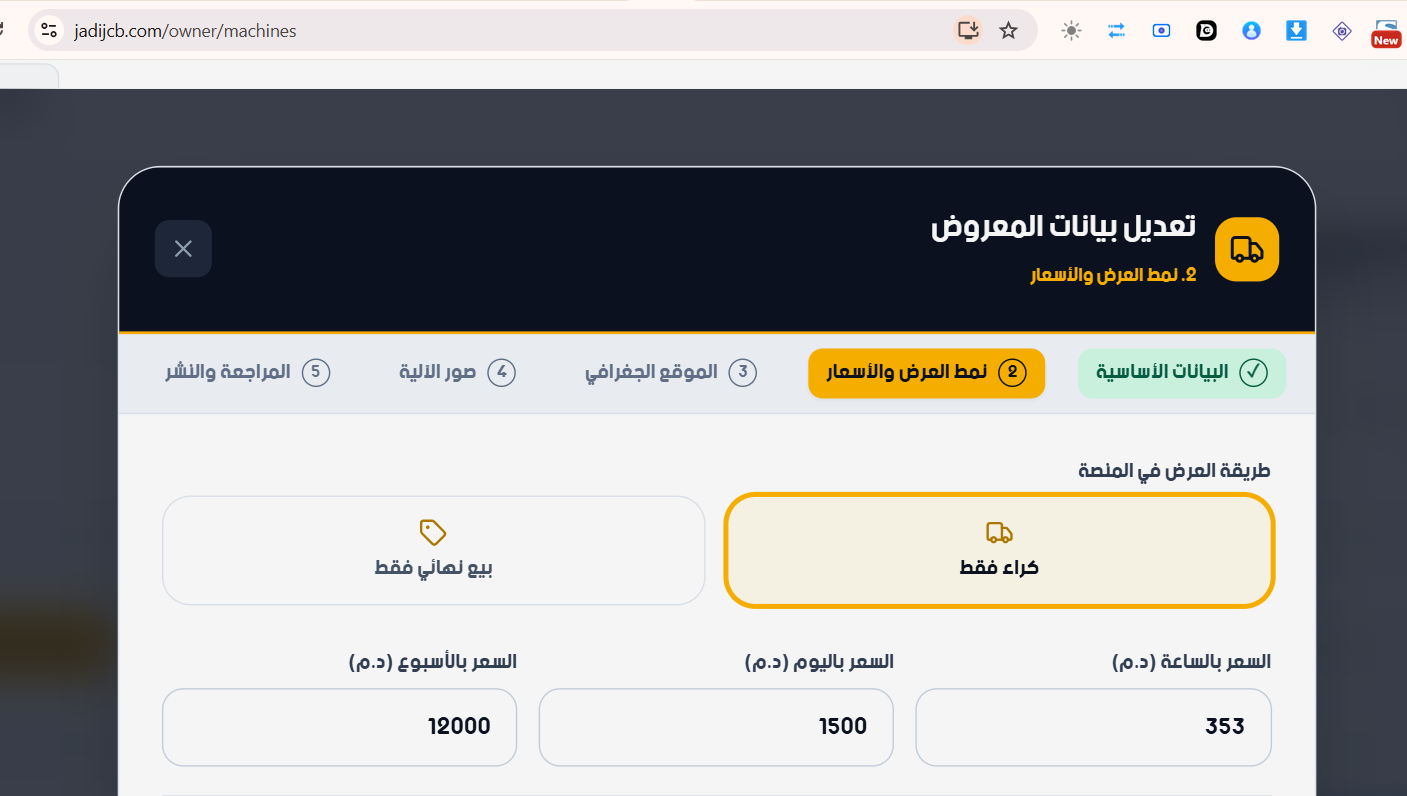 jadijcb.com/owner/machines
New
تعديل بيانات المعروض
2. نمط العرض والأسعار
✓ البيانات الأساسية
2 نمط العرض والأسعار
3 الموقع الجغرافي
4 صور الآلية
5 المراجعة والنشر
طريقة العرض في المنصة
كراء فقط
بيع نهائي فقط
السعر بالساعة (د.م)
السعر باليوم (د.م)
السعر بالأسبوع (د.م)
353
1500
12000